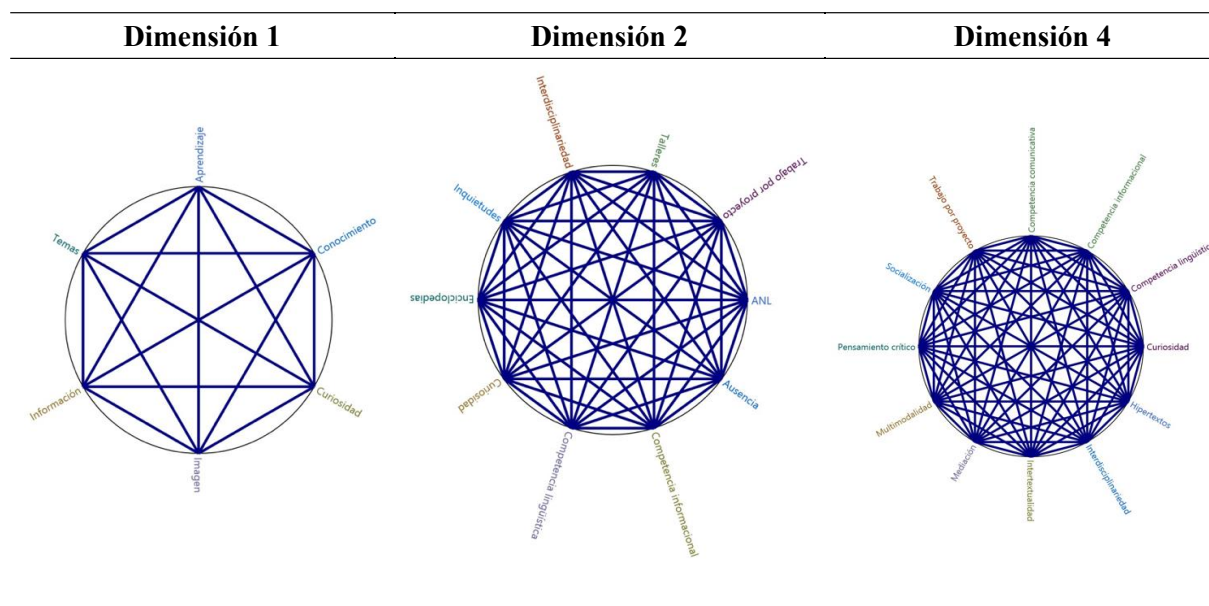 Dimensión 1
Dimensión 2
Dimensión 4
Aprendizaje
Conocimiento
Curiosidad
Imagen
Información
Temas
Interdisciplinariedad
Talleres
Trabajo por proyecto
ANL
Ausencia
Competencia informacional
Competencia lingüística
Curiosidad
Enciclopedias
Inquietudes
Competencia comunicativa
Competencia informacional
Competencia lingüístic
Curiosidad
Hipertextos
Interdisciplinariedad
Intertextualidad
Mediación
Multimodalidad
Pensamiento crítico
Socialización
Trabajo por proyecto